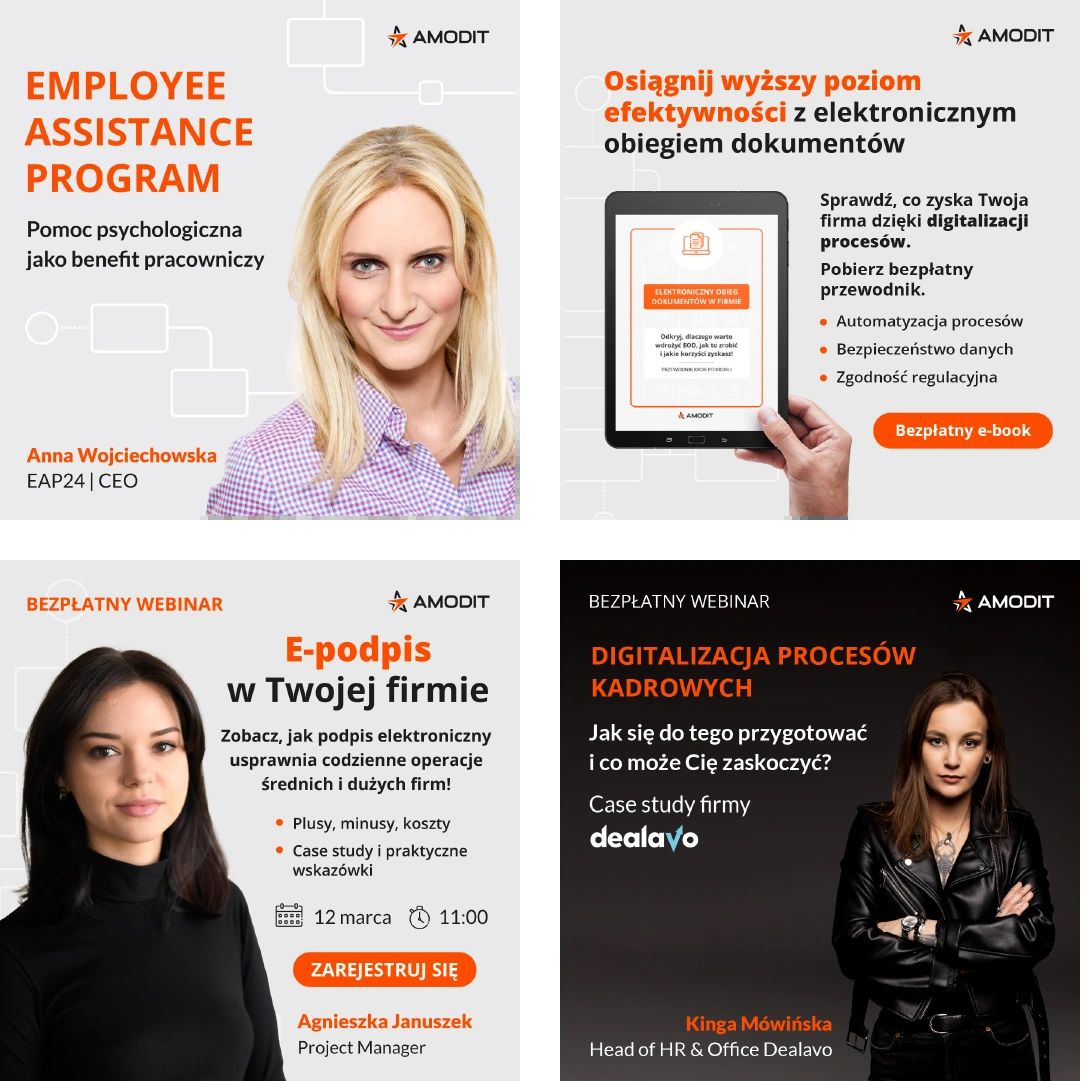 AMODIT
EMPLOYEE
ASSISTANCE
PROGRAM
Pomoc psychologiczna
jako benefit pracowniczy
Anna Wojciechowska
EAP24 | CEO
AMODIT
Osiągnij wyższy poziom
efektywności z elektronicznym
obiegiem dokumentów
ELEKTRONICZNY OBIEG
DOKUMENTÓW W FIRMIE
Odkryj, dlaczego warto
wdrożyć EOD, jak to zrobić
i jakie korzyści zyskasz!
PRZEWODNIK KROK PO KROKU
AMODIT
Sprawdź, co zyska Twoja
firma dzięki digitalizacji
procesów.
Pobierz bezpłatny
przewodnik.
Automatyzacja procesów
Bezpieczeństwo danych
Zgodność regulacyjna
Bezpłatny e-book
BEZPŁATNY WEBINAR
AMODIT
E-podpis
w Twojej firmie
Zobacz, jak podpis elektroniczny
usprawnia codzienne operacje
średnich i dużych firm!
Plusy, minusy, koszty
Case study i praktyczne
wskazówki
12 marca 11:00
ZAREJESTRUJ SIĘ
Agnieszka Januszek
Project Manager
BEZPŁATNY WEBINAR
AMODIT
DIGITALIZACJA PROCESÓW
KADROWYCH
Jak się do tego przygotować
i co może Cię zaskoczyć?
Case study firmy
dealavo
Kinga Mówińska
Head of HR & Office Dealavo